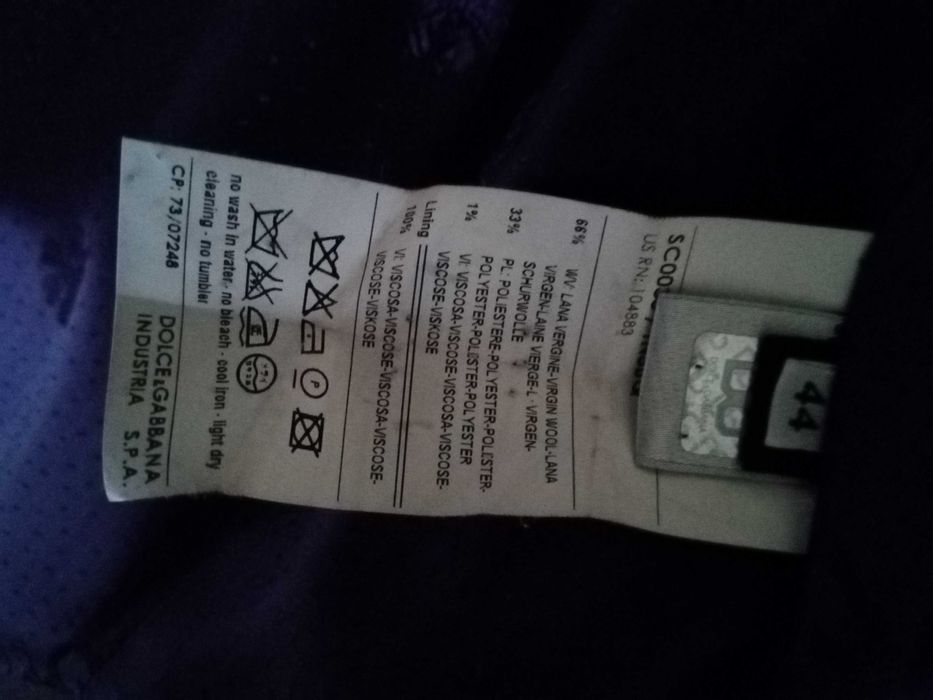 44
US RN: 104883
66% WV: LANA VERGINE-VIRGIN WOOL-LANA
VIRGEN-LAINE VIERGE-L · VIRGEN-
SCHURWOLLE
33% PL: POLIESTERE-POLYESTER-POLIESTER-
POLYESTER-POLIESTER-POLYESTER
1% VI: VISCOSA-VISCOSE-VISCOSA-VISCOSE-
VISCOSE-VISKOSE
Lining
100% VI: VISCOSA-VISCOSE-VISCOSA-VISCOSE-
VISCOSE-VISKOSE
P
no wash in water - no bleach - cool iron - light dry
cleaning - no tumbler
CP: 73/07248 DOLCE&GABBANA
INDUSTRIA S.P.A.